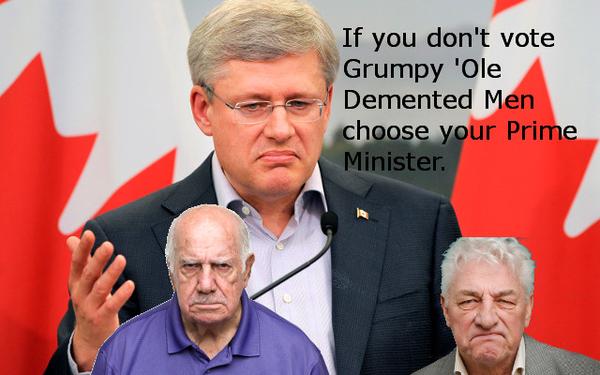 If you don't vote
Grumpy 'Ole
Demented Men
choose your Prime
Minister.